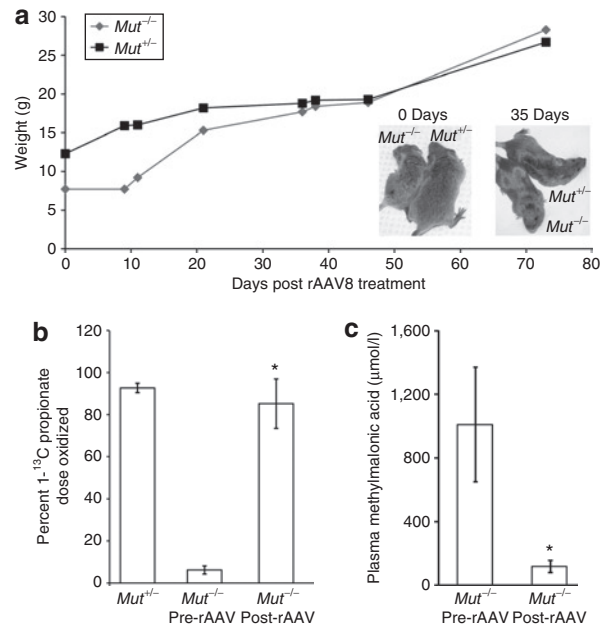 a
30
25
20
15
10
5
0
Weight (g)
Mut–/–
Mut+/–
0 Days
35 Days
Mut–/–
Mut+/–
Mut+/–
Mut–/–
0 10 20 30 40 50 60 70 80
Days post rAAV8 treatment
b
120
100
80
60
40
20
0
Percent 1-¹³C propionate
dose oxidized
*
Mut+/–
Mut–/–
Pre-rAAV
Mut–/–
Post-rAAV
c
1,600
1,200
800
400
0
Plasma methylmalonic acid (μmol/l)
*
Mut–/–
Pre-rAAV
Mut–/–
Post-rAAV